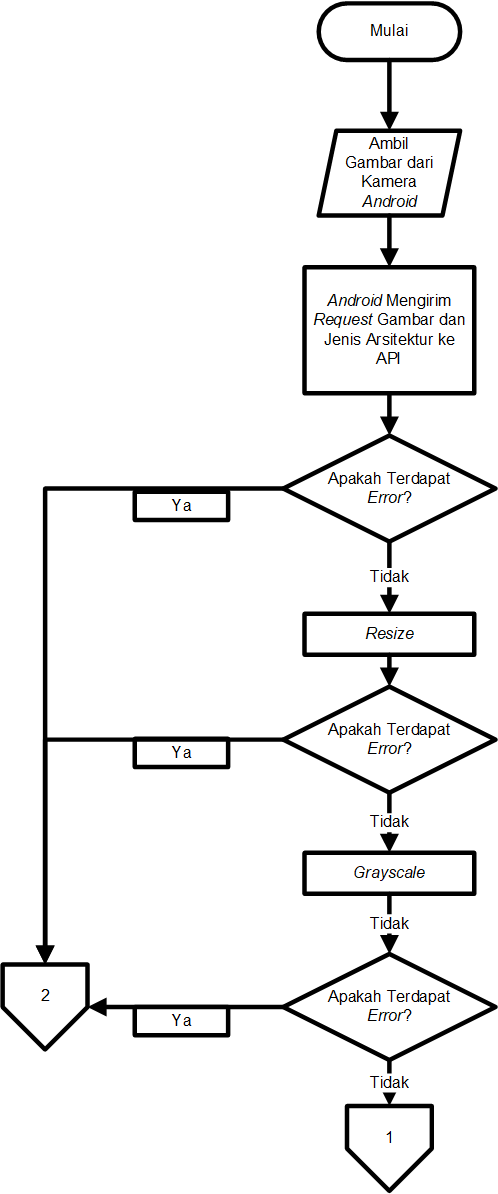 Mulai
Ambil
Gambar dari
Kamera
Android
Android Mengirim
Request Gambar dan
Jenis Arsitektur ke
API
Apakah Terdapat
Error?
Ya
Tidak
Resize
Apakah Terdapat
Error?
Ya
Tidak
Grayscale
Tidak
Apakah Terdapat
Error?
2
Ya
Tidak
1